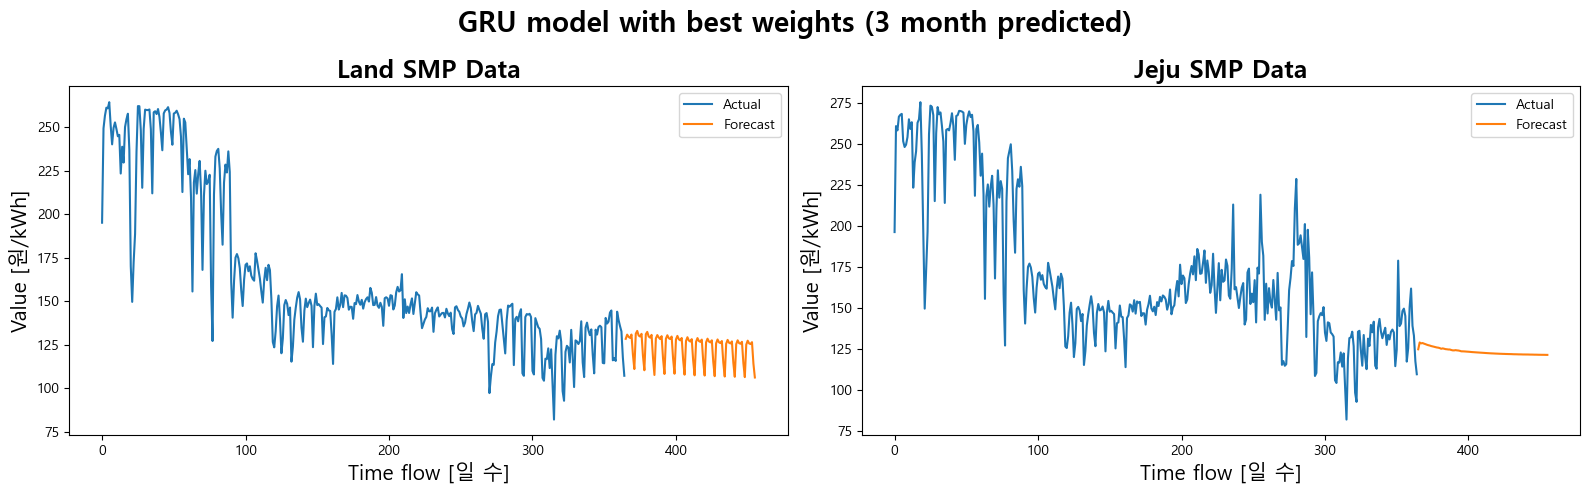 GRU model with best weights (3 month predicted)
Land SMP Data
Value [원/kWh]
250
225
200
175
150
125
100
75
0
100
200
300
400
Time flow [일 수]
Actual
Forecast
Jeju SMP Data
Value [원/kWh]
275
250
225
200
175
150
125
100
75
0
100
200
300
400
Time flow [일 수]
Actual
Forecast